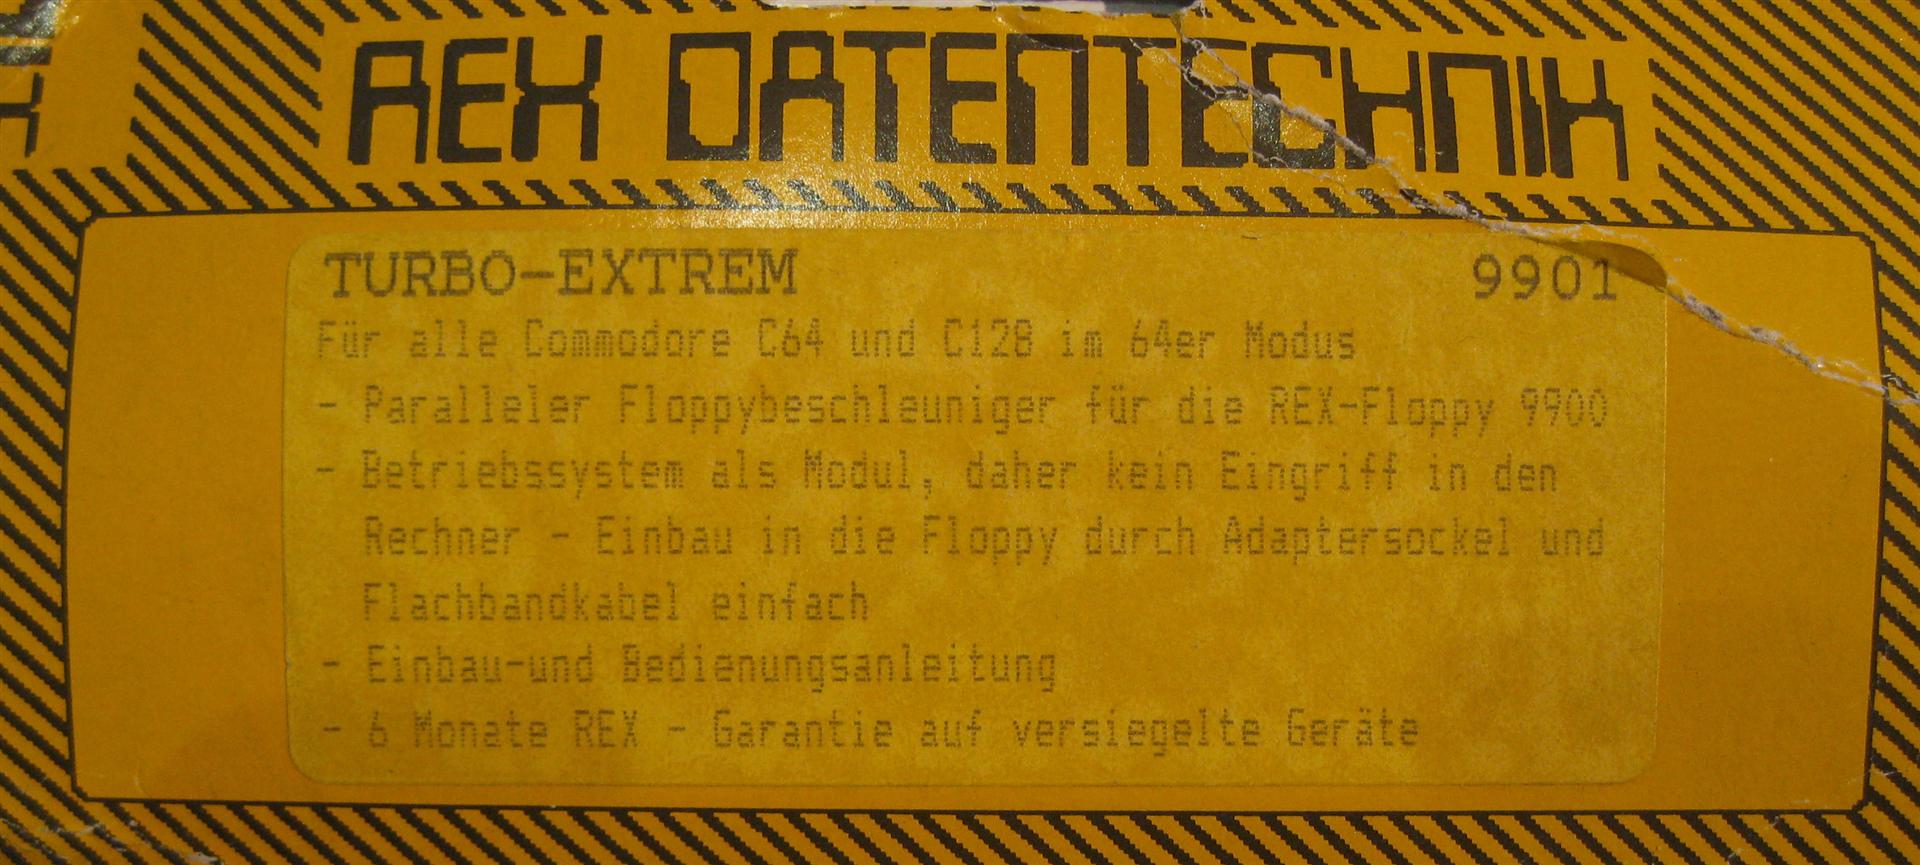 REX DATENTECHNIK
TURBO-EXTREM 9901
Für alle Commodore C64 und C128 im 64er Modus
- Paralleler Floppybeschleuniger für die REX-Floppy 9900
- Betriebssystem als Modul, daher kein Eingriff in den
Rechner - Einbau in die Floppy durch Adaptersockel und
Flachbandkabel einfach
- Einbau-und Bedienungsanleitung
- 6 Monate REX - Garantie auf versiegelte Geräte